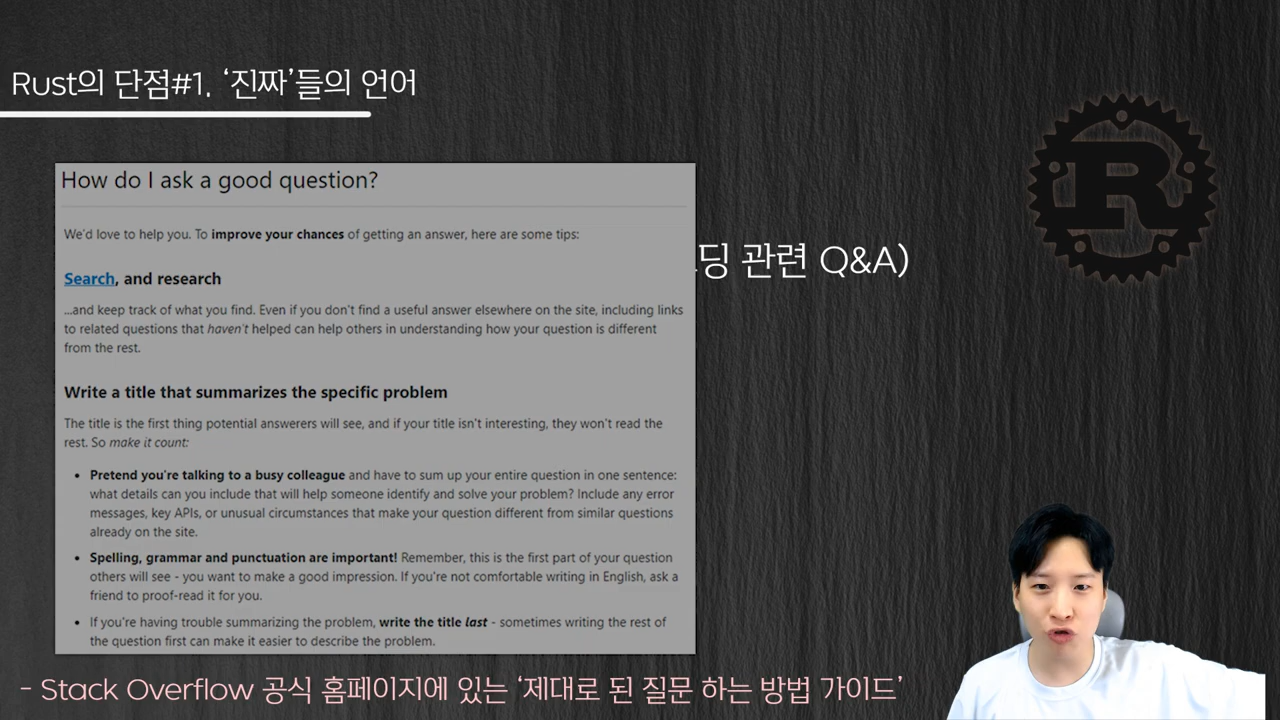 Rust의 단점#1. ‘진짜’들의 언어
How do I ask a good question?
We'd love to help you. To improve your chances of getting an answer, here are some tips:
딩 관련 Q&A)
Search, and research
...and keep track of what you find. Even if you don't find a useful answer elsewhere on the site, including links
to related questions that haven't helped can help others in understanding how your question is different
from the rest.
Write a title that summarizes the specific problem
The title is the first thing potential answerers will see, and if your title isn't interesting, they won't read the
rest. So make it count:
• Pretend you're talking to a busy colleague and have to sum up your entire question in one sentence:
what details can you include that will help someone identify and solve your problem? Include any error
messages, key APIs, or unusual circumstances that make your question different from similar questions
already on the site.
• Spelling, grammar and punctuation are important! Remember, this is the first part of your question
others will see - you want to make a good impression. If you're not comfortable writing in English, ask a
friend to proof-read it for you.
• If you're having trouble summarizing the problem, write the title last - sometimes writing the rest of
the question first can make it easier to describe the problem.
- Stack Overflow 공식 홈페이지에 있는 ‘제대로 된 질문 하는 방법 가이드’
R